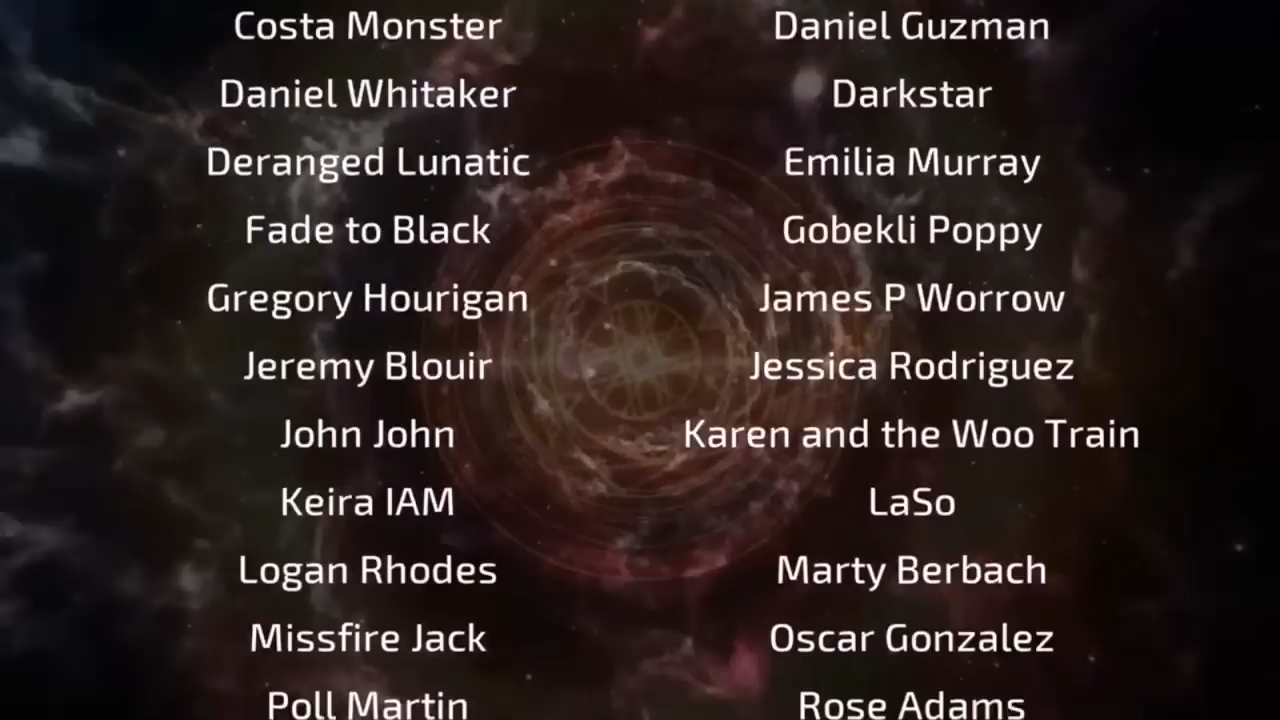 Costa Monster
Daniel Guzman
Daniel Whitaker
Darkstar
Deranged Lunatic
Emilia Murray
Fade to Black
Gobekli Poppy
Gregory Hourigan
James P Worrow
Jeremy Blouir
Jessica Rodriguez
John John
Karen and the Woo Train
Keira IAM
LaSo
Logan Rhodes
Marty Berbach
Missfire Jack
Oscar Gonzalez
Poll Martin
Rose Adams